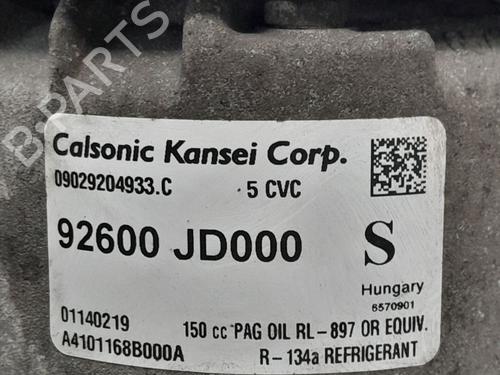 B-PARTS
Calsonic Kansei Corp.
09029204933.C 5 CVC
92600 JD000 S
Hungary
6570901
01140219 150 cc PAG OIL RL-897 OR EQUIV.
A4101168B000A R-134a REFRIGERANT